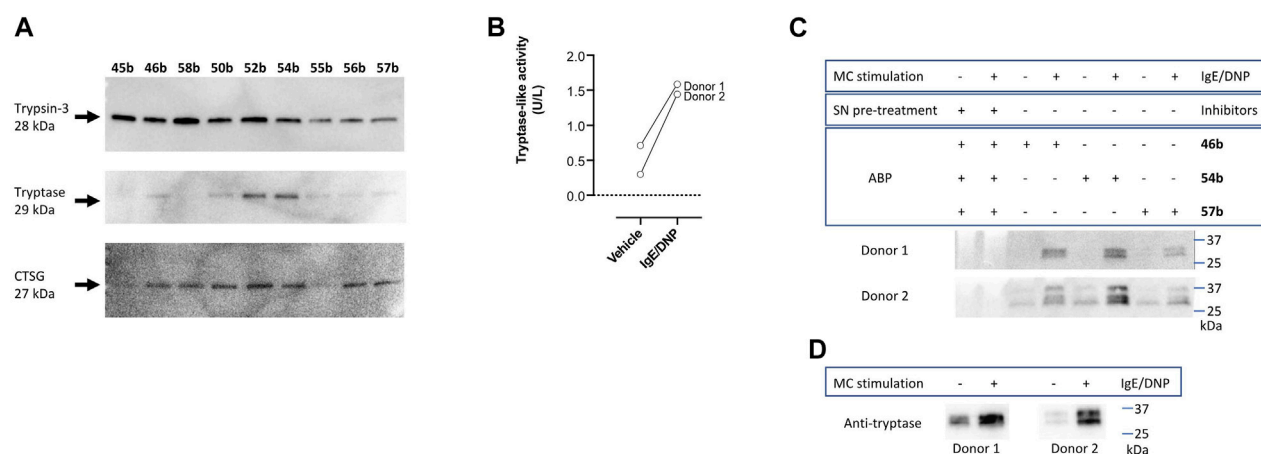 A
45b 46b 58b 50b 52b 54b 55b 56b 57b
Trypsin-3
28 kDa
Tryptase
29 kDa
CTSG
27 kDa
B
Tryptase-like activity
(U/L)
2.0
1.5
1.0
0.5
0.0
Donor 1
Donor 2
Vehicle
IgE/DNP
C
MC stimulation - + - + - + - + IgE/DNP
SN pre-treatment + + Inhibitors
+ + + + - - - - 46b
ABP + + - - + + - - 54b
+ + - - - - + + 57b
Donor 1
37
25
Donor 2
37
25
kDa
D
MC stimulation - + - + IgE/DNP
Anti-tryptase
37
25
kDa
Donor 1 Donor 2